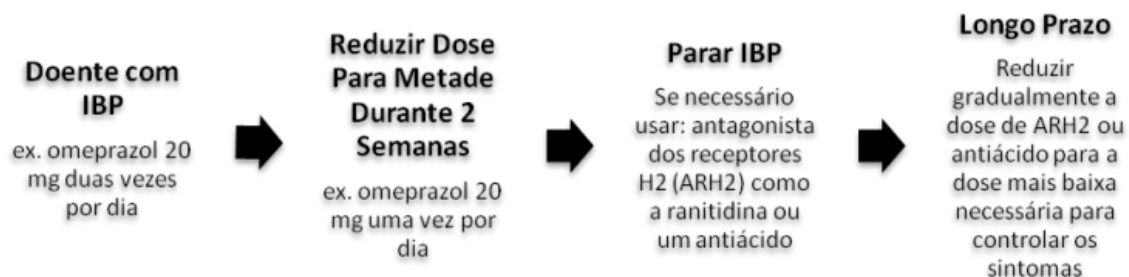 Doente com
IBP
ex. omeprazol 20
mg duas vezes
por dia
Reduzir Dose
Para Metade
Durante 2
Semanas
ex. omeprazol 20
mg uma vez por
dia
Parar IBP
Se necessário
usar: antagonista
dos receptores
H2 (ARH2) como
a ranitidina ou
um antiácido
Longo Prazo
Reduzir
gradualmente a
dose de ARH2 ou
antiácido para a
dose mais baixa
necessária para
controlar os
sintomas